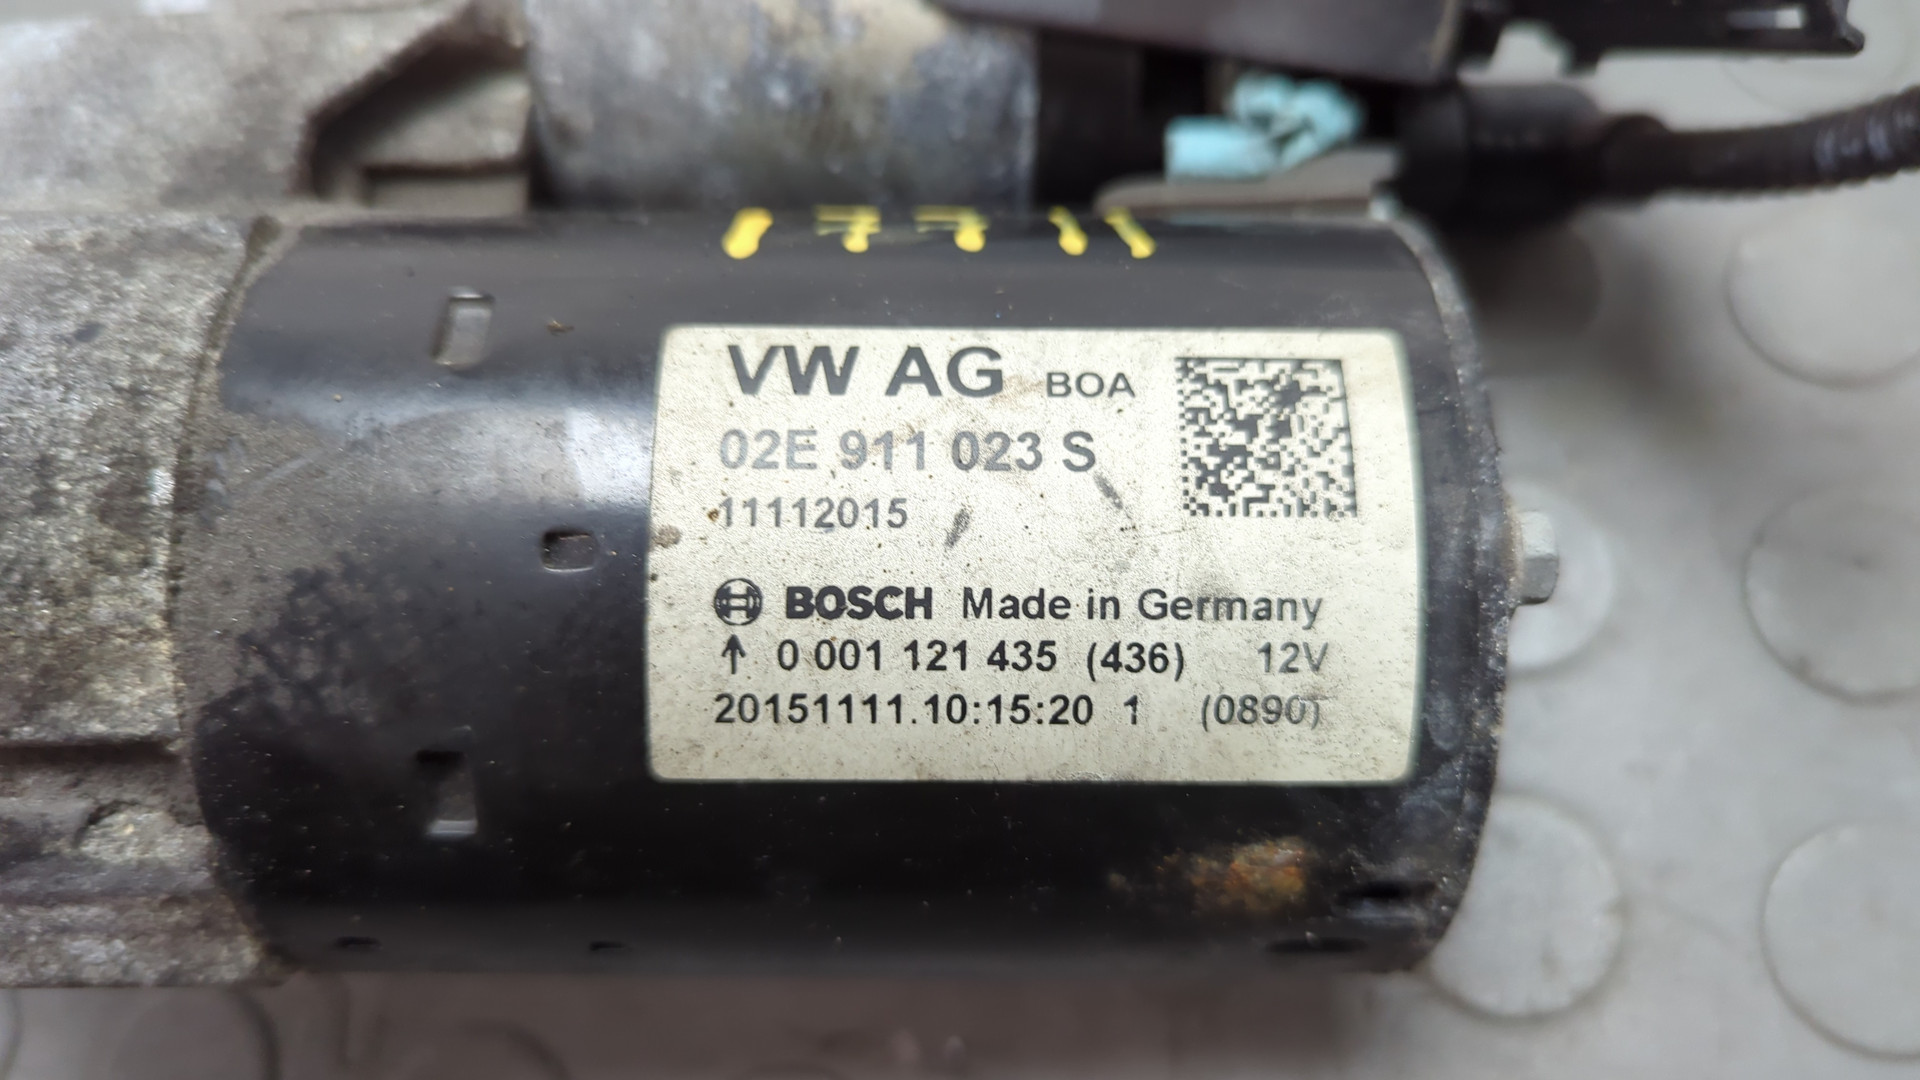 17711
VW AG BOA
02E 911 023 S
11112015
BOSCH Made in Germany
↑ 0 001 121 435 (436) 12V
20151111.10:15:20 1 (0890)